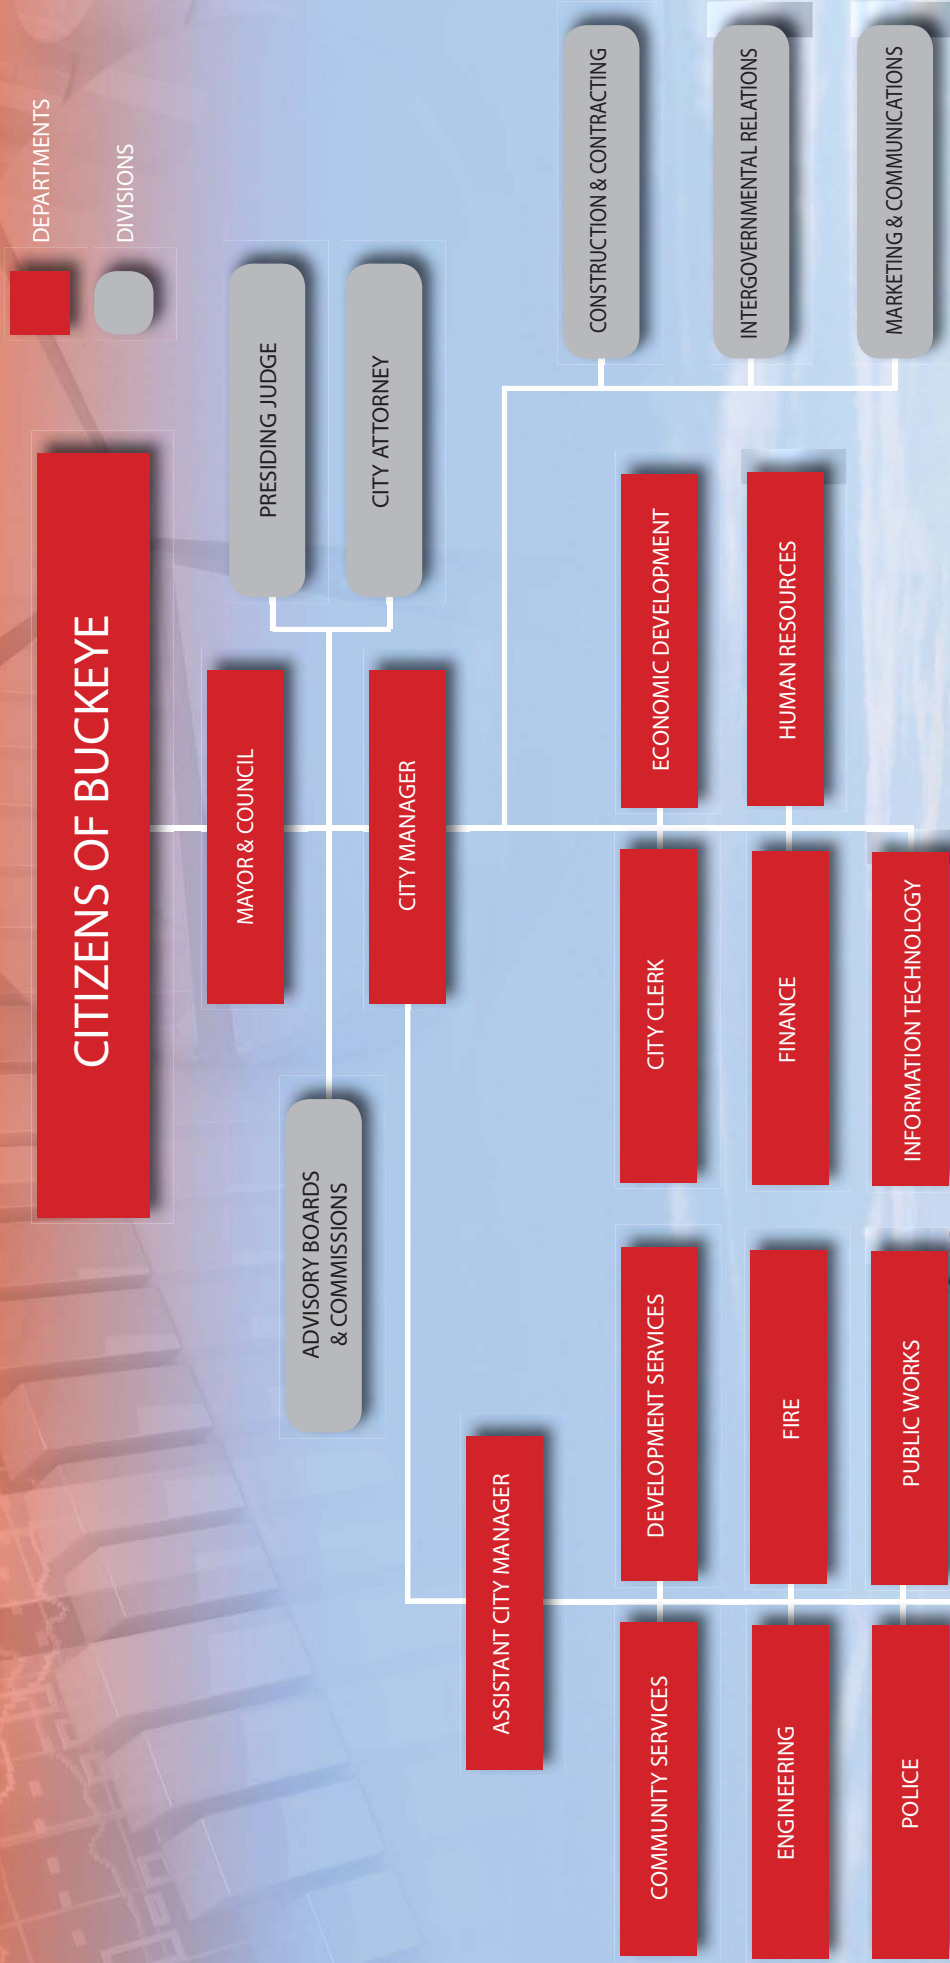 CITIZENS OF BUCKEYE
DEPARTMENTS
DIVISIONS
MAYOR & COUNCIL
PRESIDING JUDGE
ADVISORY BOARDS
& COMMISSIONS
CITY ATTORNEY
CITY MANAGER
ASSISTANT CITY MANAGER
COMMUNITY SERVICES
DEVELOPMENT SERVICES
CITY CLERK
ECONOMIC DEVELOPMENT
CONSTRUCTION & CONTRACTING
ENGINEERING
FIRE
FINANCE
HUMAN RESOURCES
INTERGOVERNMENTAL RELATIONS
POLICE
PUBLIC WORKS
INFORMATION TECHNOLOGY
MARKETING & COMMUNICATIONS